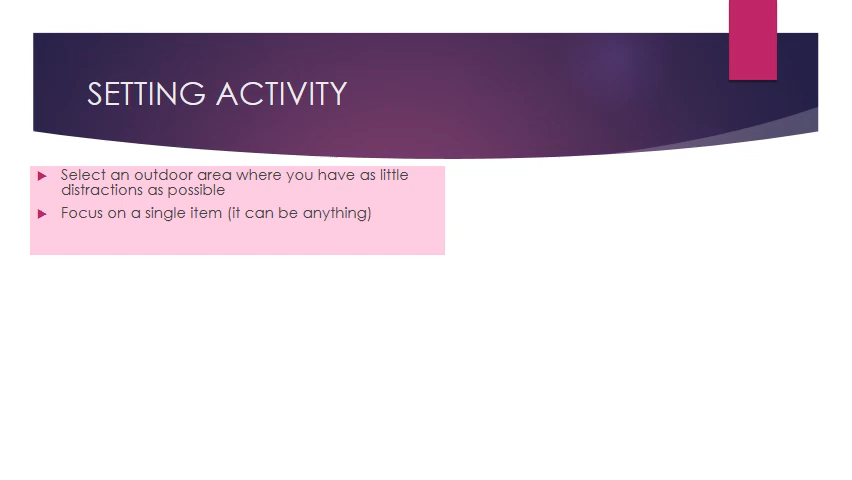 SETTING ACTIVITY
Select an outdoor area where you have as little
distractions as possible
Focus on a single item (it can be anything)